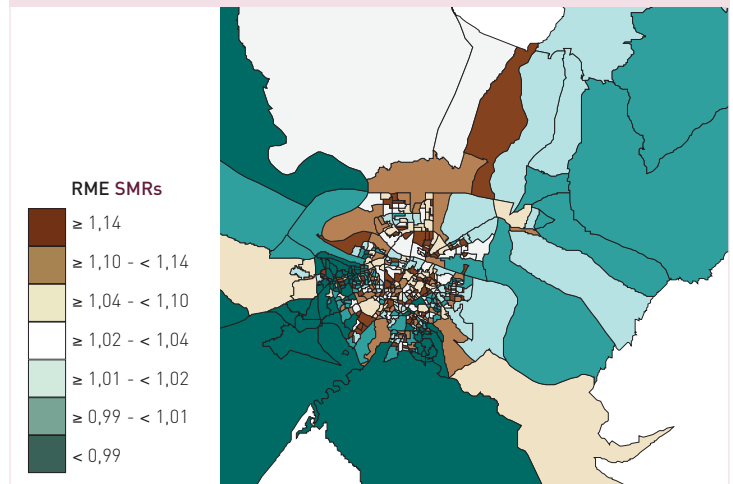 RME SMRs
≥ 1,14
≥ 1,10 - < 1,14
≥ 1,04 - < 1,10
≥ 1,02 - < 1,04
≥ 1,01 - < 1,02
≥ 0,99 - < 1,01
< 0,99